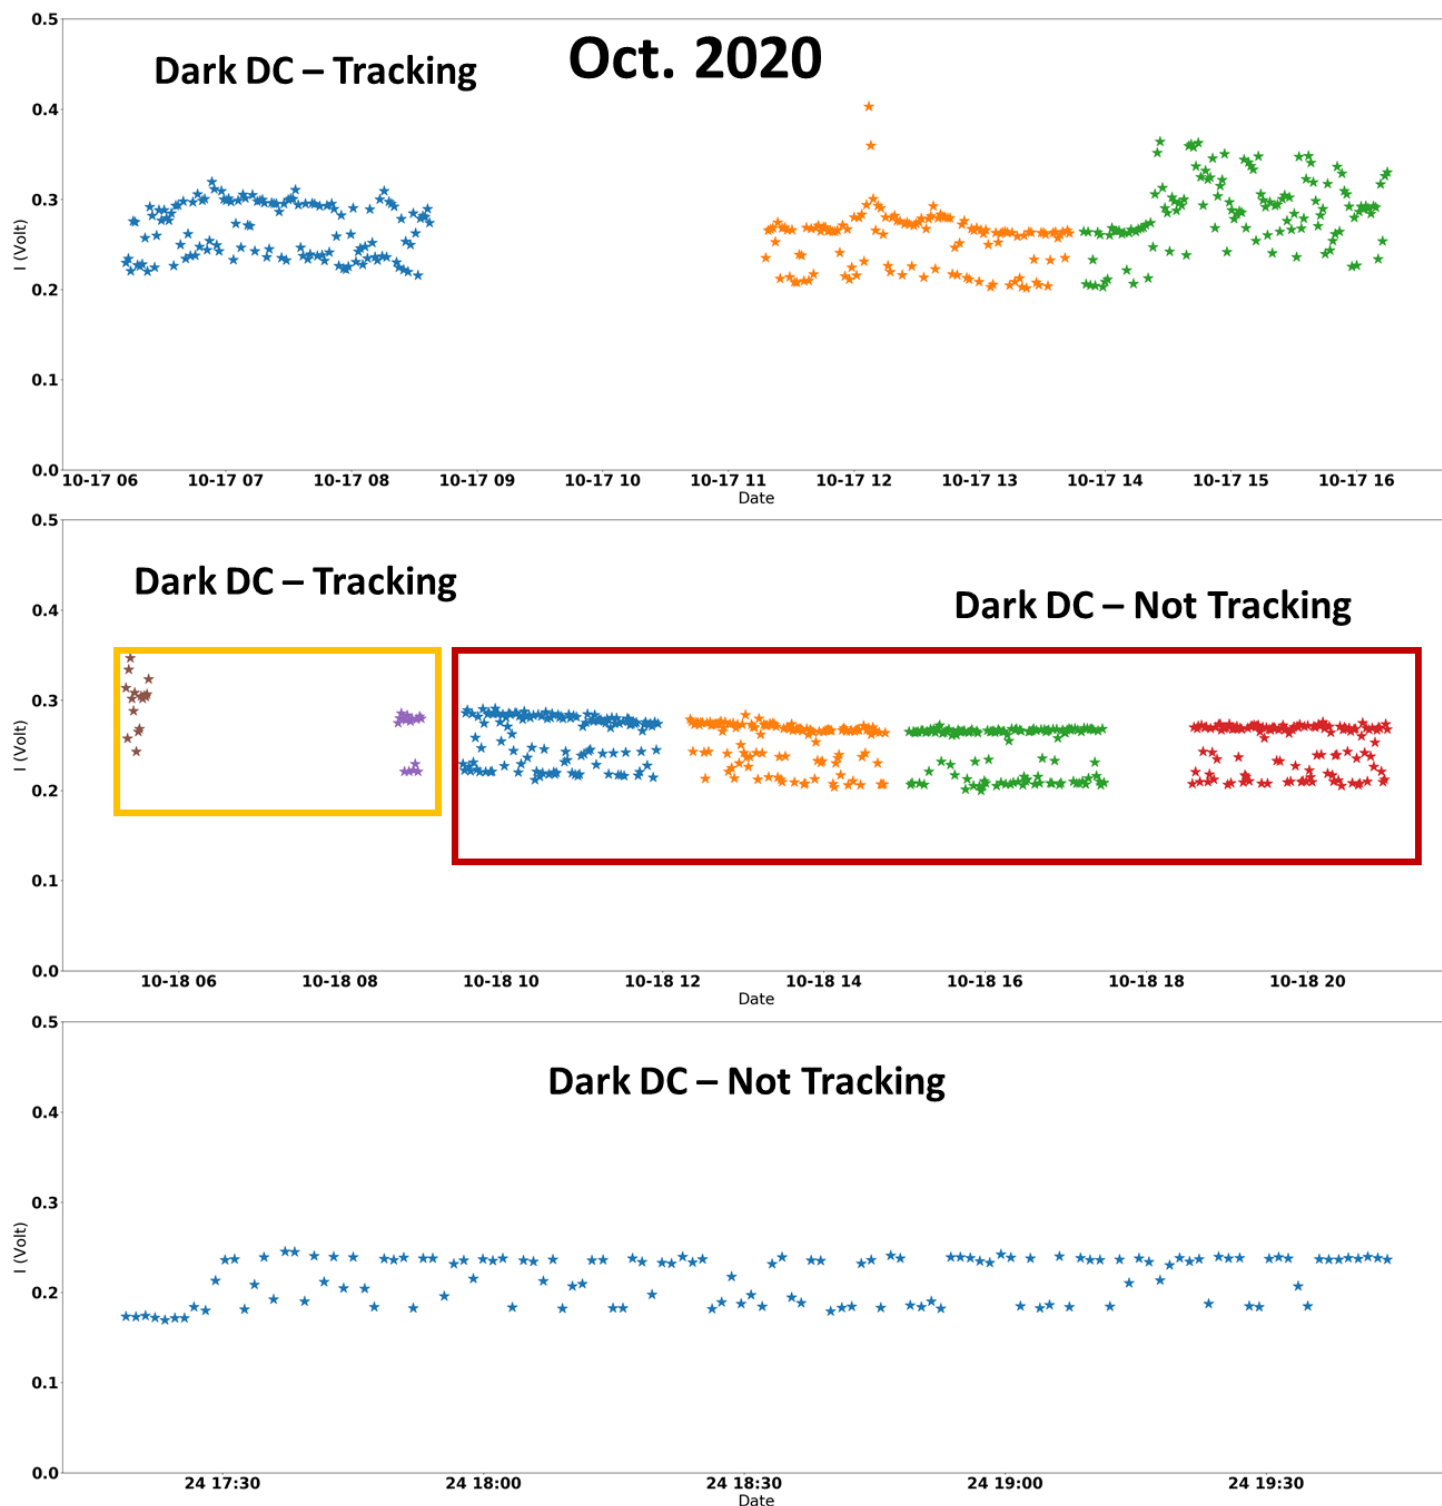 Oct. 2020
Dark DC – Tracking
0.5
0.4
0.3
0.2
0.1
0.0
I (Volt)
10-17 06 10-17 07 10-17 08 10-17 09 10-17 10 10-17 11 10-17 12 10-17 13 10-17 14 10-17 15 10-17 16
Date
Dark DC – Tracking
Dark DC – Not Tracking
0.5
0.4
0.3
0.2
0.1
0.0
I (Volt)
10-18 06 10-18 08 10-18 10 10-18 12 10-18 14 10-18 16 10-18 18 10-18 20
Date
Dark DC – Not Tracking
0.5
0.4
0.3
0.2
0.1
0.0
I (Volt)
24 17:30 24 18:00 24 18:30 24 19:00 24 19:30
Date